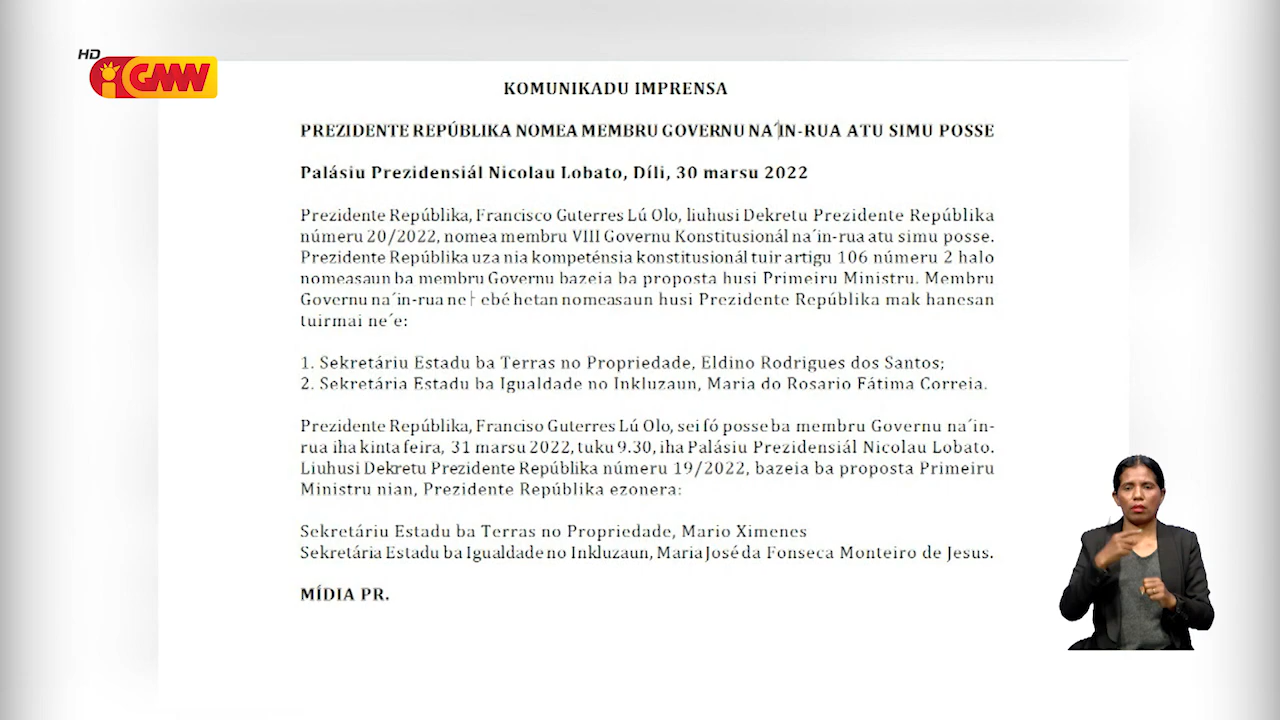 HD
GMN
KOMUNIKADU IMPRENSA
PREZIDENTE REPÚBLIKA NOMEA MEMBRU GOVERNU NA´IN-RUA ATU SIMU POSSE
Palásiu Prezidensiál Nicolau Lobato, Díli, 30 marsu 2022
Prezidente Repúblika, Francisco Guterres Lú Olo, liuhusi Dekretu Prezidente Repúblika
númeru 20/2022, nomea membru VIII Governu Konstitusionál na´in-rua atu simu posse.
Prezidente Repúblika uza nia kompeténsia konstitusionál tuir artigu 106 númeru 2 halo
nomeasaun ba membru Governu bazeia ba proposta husi Primeiru Ministru. Membru
Governu na´in-rua ne ebé hetan nomeasaun husi Prezidente Repúblika mak hanesan
tuirmai ne´e:
1. Sekretáriu Estadu ba Terras no Propriedade, Eldino Rodrigues dos Santos;
2. Sekretária Estadu ba Igualdade no Inkluzaun, Maria do Rosario Fátima Correia.
Prezidente Repúblika, Franciso Guterres Lú Olo, sei fó posse ba membru Governu na´in-
rua iha kinta feira, 31 marsu 2022, tuku 9.30, iha Palásiu Prezidensiál Nicolau Lobato.
Liuhusi Dekretu Prezidente Repúblika númeru 19/2022, bazeia ba proposta Primeiru
Ministru nian, Prezidente Repúblika ezonera:
Sekretáriu Estadu ba Terras no Propriedade, Mario Ximenes
Sekretária Estadu ba Igualdade no Inkluzaun, Maria José da Fonseca Monteiro de Jesus.
MÍDIA PR.